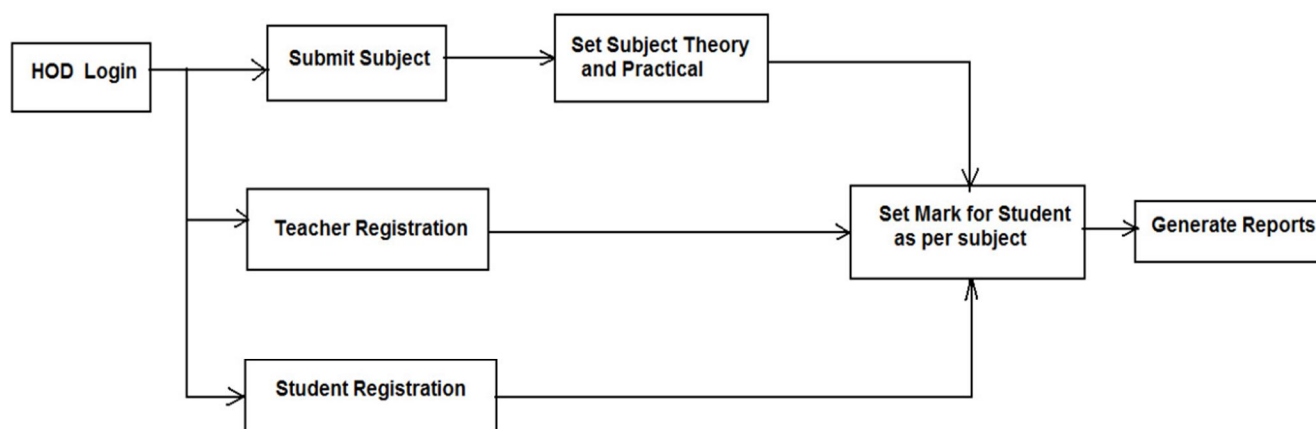 HOD Login
Submit Subject
Set Subject Theory
and Practical
Teacher Registration
Set Mark for Student
as per subject
Generate Reports
Student Registration